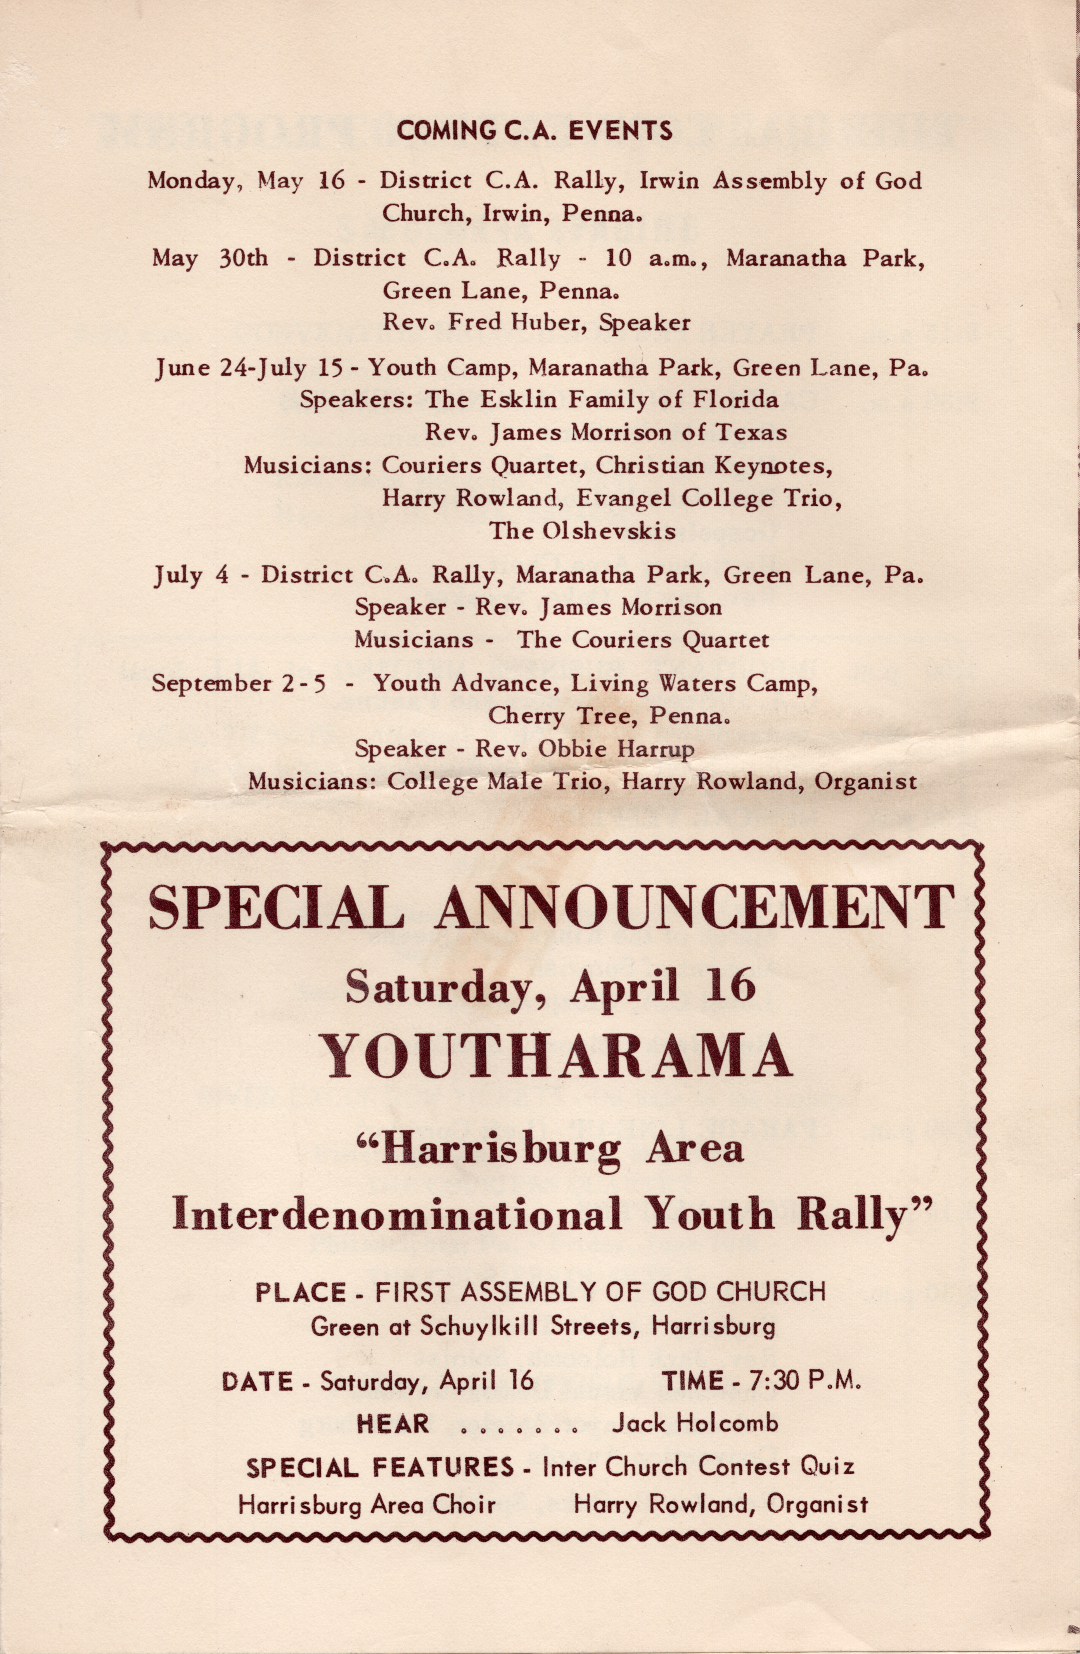 COMING C.A. EVENTS
Monday, May 16 - District C.A. Rally, Irwin Assembly of God
Church, Irwin, Penna.
May 30th - District C.A. Rally - 10 a.m., Maranatha Park,
Green Lane, Penna.
Rev. Fred Huber, Speaker
June 24-July 15 - Youth Camp, Maranatha Park, Green Lane, Pa.
Speakers: The Esklin Family of Florida
Rev. James Morrison of Texas
Musicians: Couriers Quartet, Christian Keynotes,
Harry Rowland, Evangel College Trio,
The Olshevskis
July 4 - District C.A. Rally, Maranatha Park, Green Lane, Pa.
Speaker - Rev. James Morrison
Musicians - The Couriers Quartet
September 2-5 - Youth Advance, Living Waters Camp,
Cherry Tree, Penna.
Speaker - Rev. Obbie Harrup
Musicians: College Male Trio, Harry Rowland, Organist
SPECIAL ANNOUNCEMENT
Saturday, April 16
YOUTHARAMA
“Harrisburg Area
Interdenominational Youth Rally”
PLACE - FIRST ASSEMBLY OF GOD CHURCH
Green at Schuylkill Streets, Harrisburg
DATE - Saturday, April 16 TIME - 7:30 P.M.
HEAR ....... Jack Holcomb
SPECIAL FEATURES - Inter Church Contest Quiz
Harrisburg Area Choir Harry Rowland, Organist